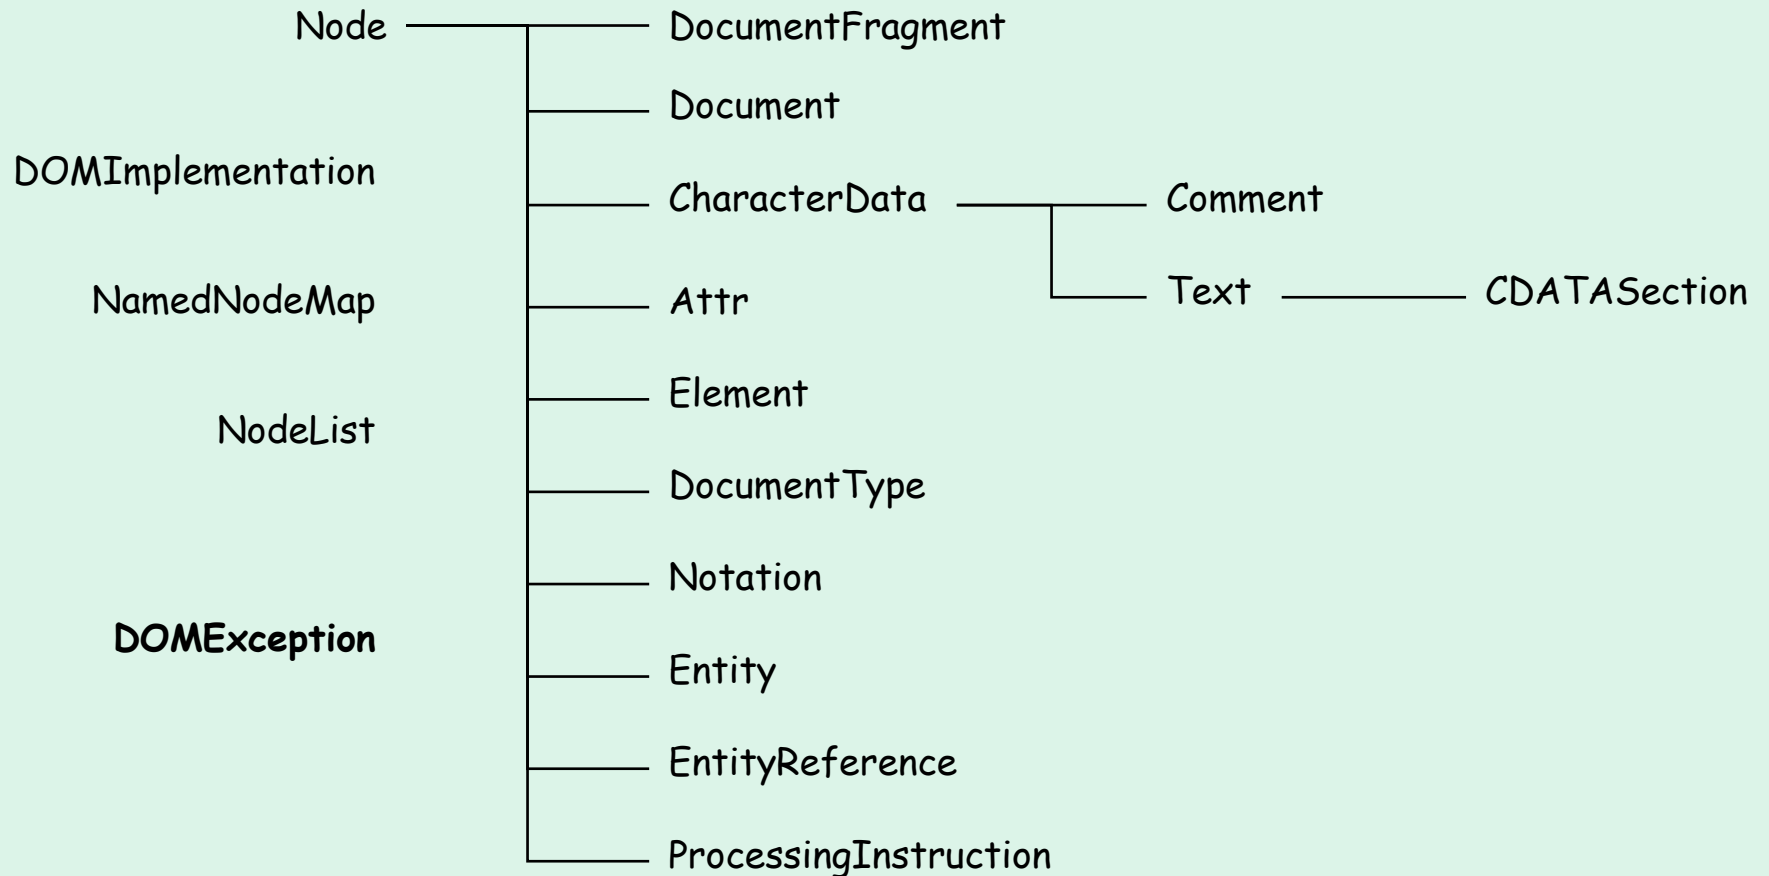 Node
DocumentFragment
Document
DOMImplementation
CharacterData
Comment
NamedNodeMap
Attr
Text
CDATASection
Element
NodeList
DocumentType
Notation
DOMException
Entity
EntityReference
ProcessingInstruction